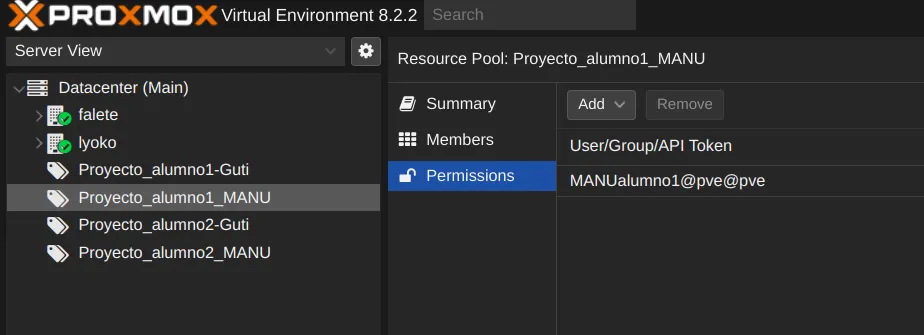 PROXMOX Virtual Environment 8.2.2 Search
Server View
Datacenter (Main)
falete
lyoko
Proyecto_alumno1-Guti
Proyecto_alumno1_MANU
Proyecto_alumno2-Guti
Proyecto_alumno2_MANU
Resource Pool: Proyecto_alumno1_MANU
Summary
Members
Permissions
Add Remove
User/Group/API Token
MANUalumno1@pve@pve